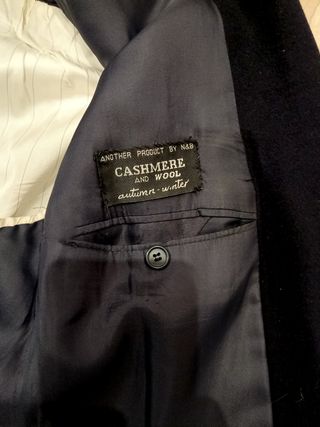 ANOTHER PRODUCT BY N&B
CASHMERE
AND WOOL
autumn-winter